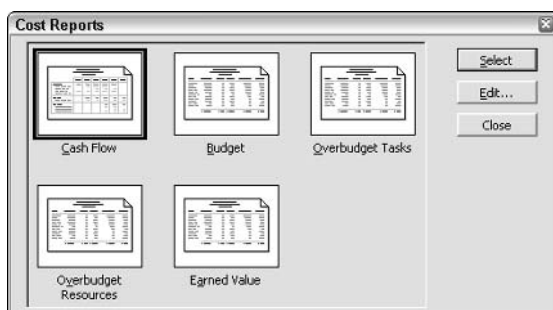 Cost Reports
Select
Edit...
Close
Cash Flow
Budget
Overbudget Tasks
Overbudget
Resources
Earned Value